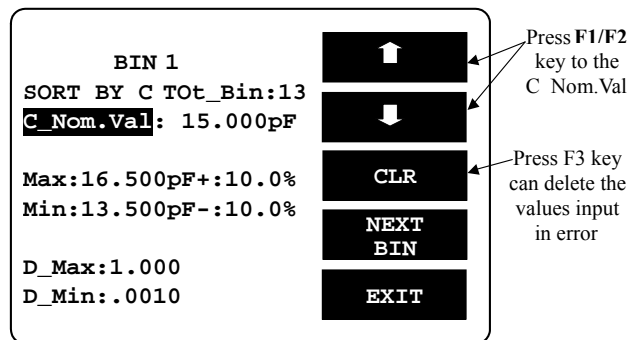 BIN 1
SORT BY C TOt_Bin:13
C_Nom.Val: 15.000pF
Max:16.500pF+:10.0%
Min:13.500pF-:10.0%
D_Max:1.000
D_Min:.0010
CLR
NEXT
BIN
EXIT
Press F1/F2
key to the
C Nom.Val
Press F3 key
can delete the
values input
in error